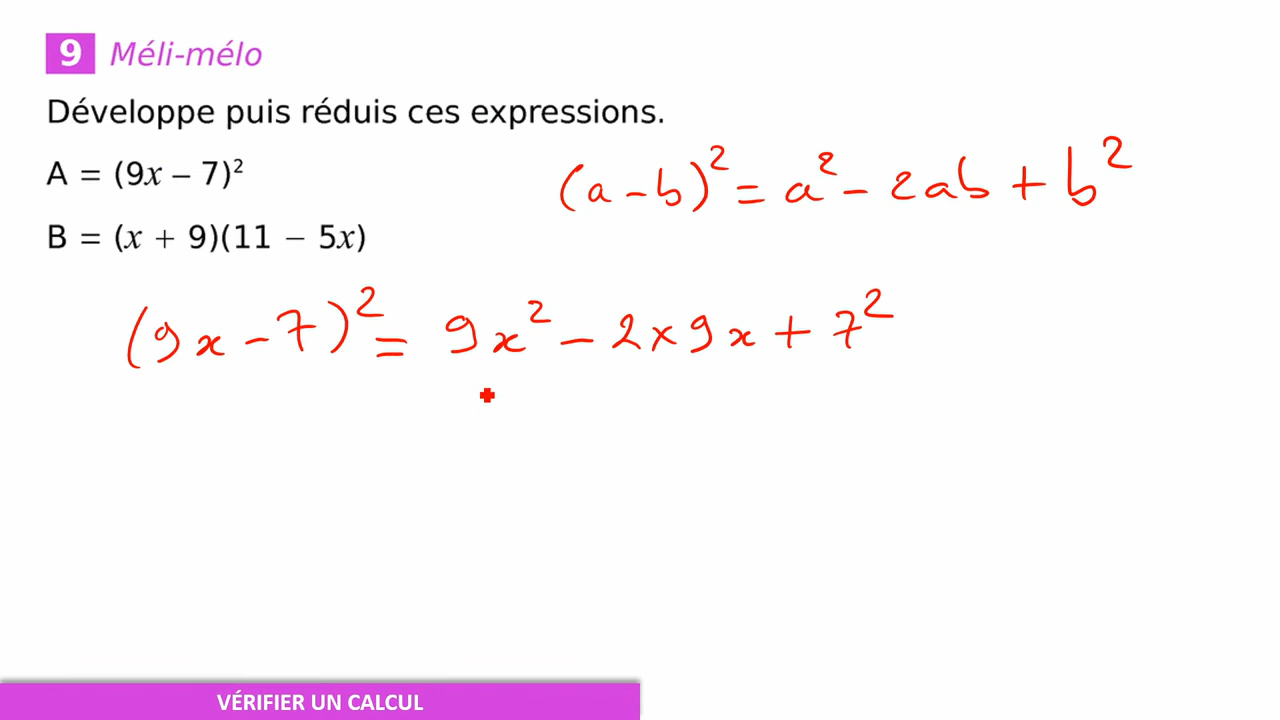 9 Méli-mélo
Développe puis réduis ces expressions.
A = (9x – 7)²
(a - b)² = a² - 2ab + b²
B = (x + 9)(11 − 5x)
(9x - 7)² = 9x² - 2×9x + 7²
VÉRIFIER UN CALCUL